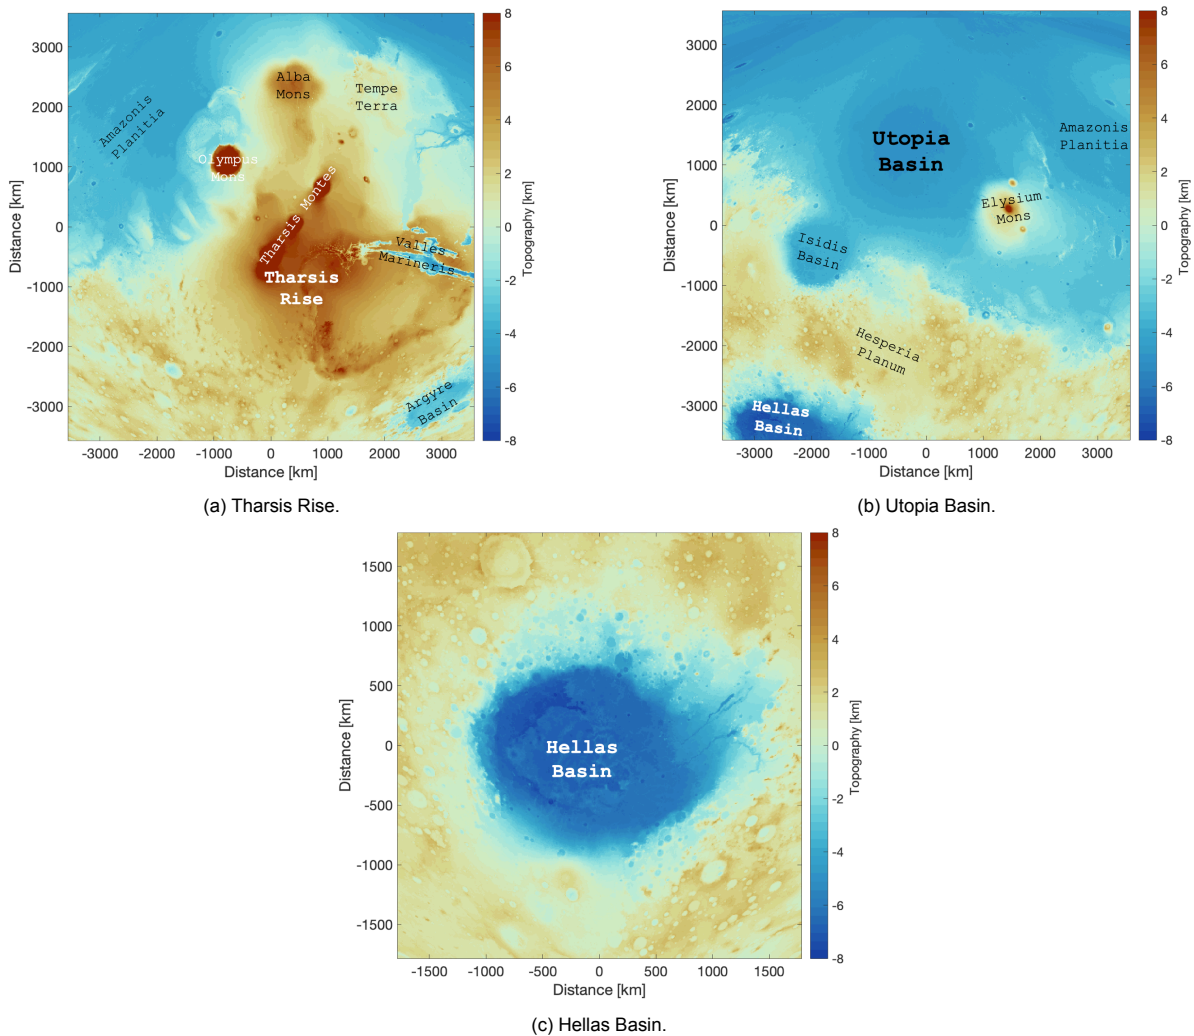 8
6
4
2
0
-2
-4
-6
-8
Topography [km]
3000
2000
1000
0
-1000
-2000
-3000
Distance [km]
Alba
Mons
Tempe
Terra
Amazonis
Planitia
Olympus
Mons
Tharsis Montes
Valles
Marineris
Tharsis
Rise
Argyre
Basin
-3000 -2000 -1000 0 1000 2000 3000
Distance [km]
(a) Tharsis Rise.
8
6
4
2
0
-2
-4
-6
-8
Topography [km]
3000
2000
1000
0
-1000
-2000
-3000
Distance [km]
Utopia
Basin
Amazonis
Planitia
Elysium
Mons
Isidis
Basin
Hesperia
Planum
Hellas
Basin
-3000 -2000 -1000 0 1000 2000 3000
Distance [km]
(b) Utopia Basin.
8
6
4
2
0
-2
-4
-6
-8
Topography [km]
1500
1000
500
0
-500
-1000
-1500
Distance [km]
Hellas
Basin
-1500 -1000 -500 0 500 1000 1500
Distance [km]
(c) Hellas Basin.